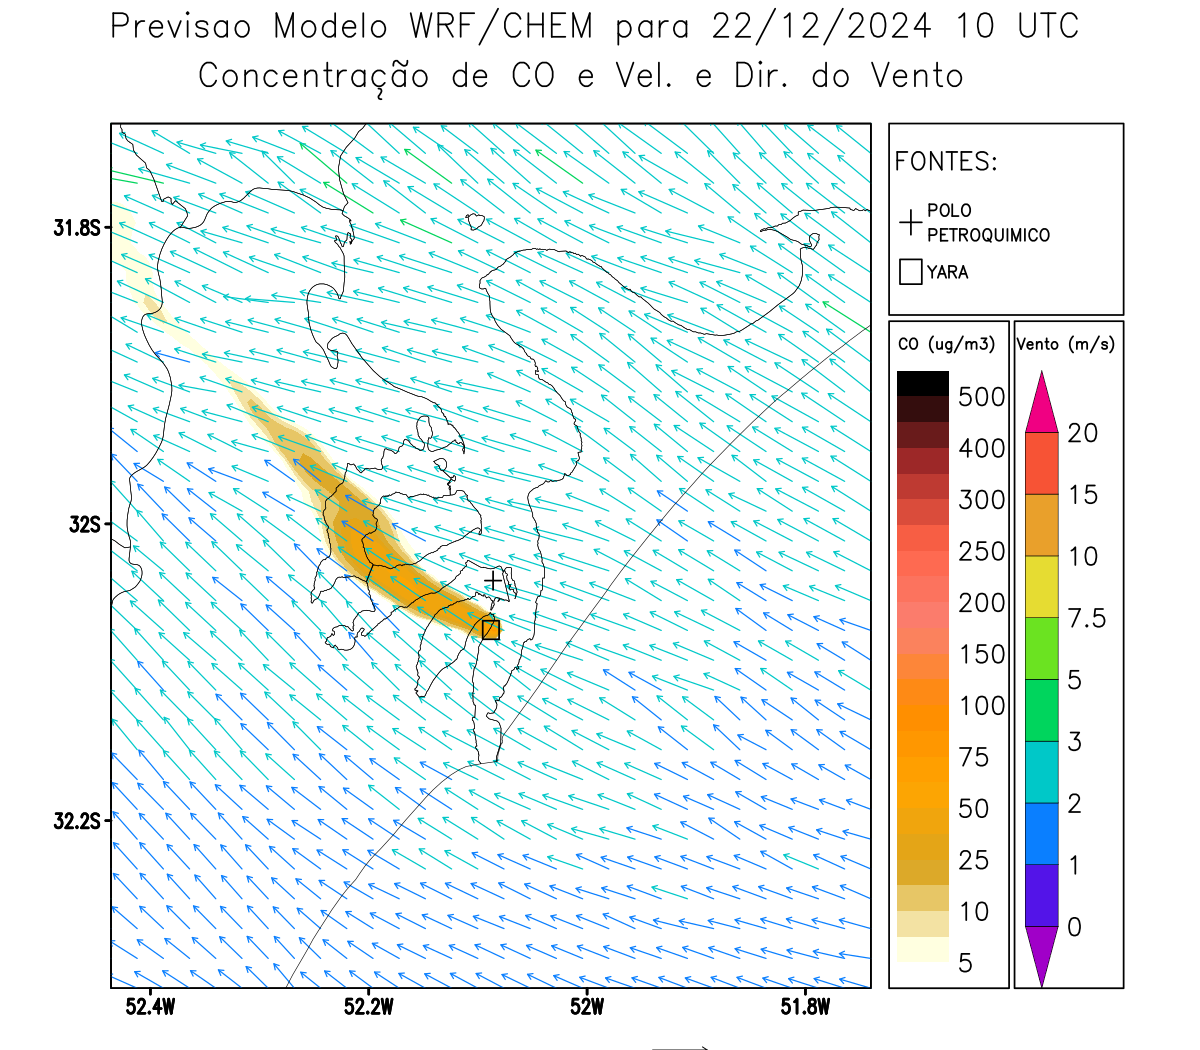 Previsao Modelo WRF/CHEM para 22/12/2024 10 UTC
Concentração de CO e Vel. e Dir. do Vento
FONTES:
POLO
PETROQUIMICO
YARA
CO (ug/m3)
500
400
300
250
200
150
100
75
50
25
10
5
Vento (m/s)
20
15
10
7.5
5
3
2
1
0
31.8S
32S
32.2S
52.4W 52.2W 52W 51.8W